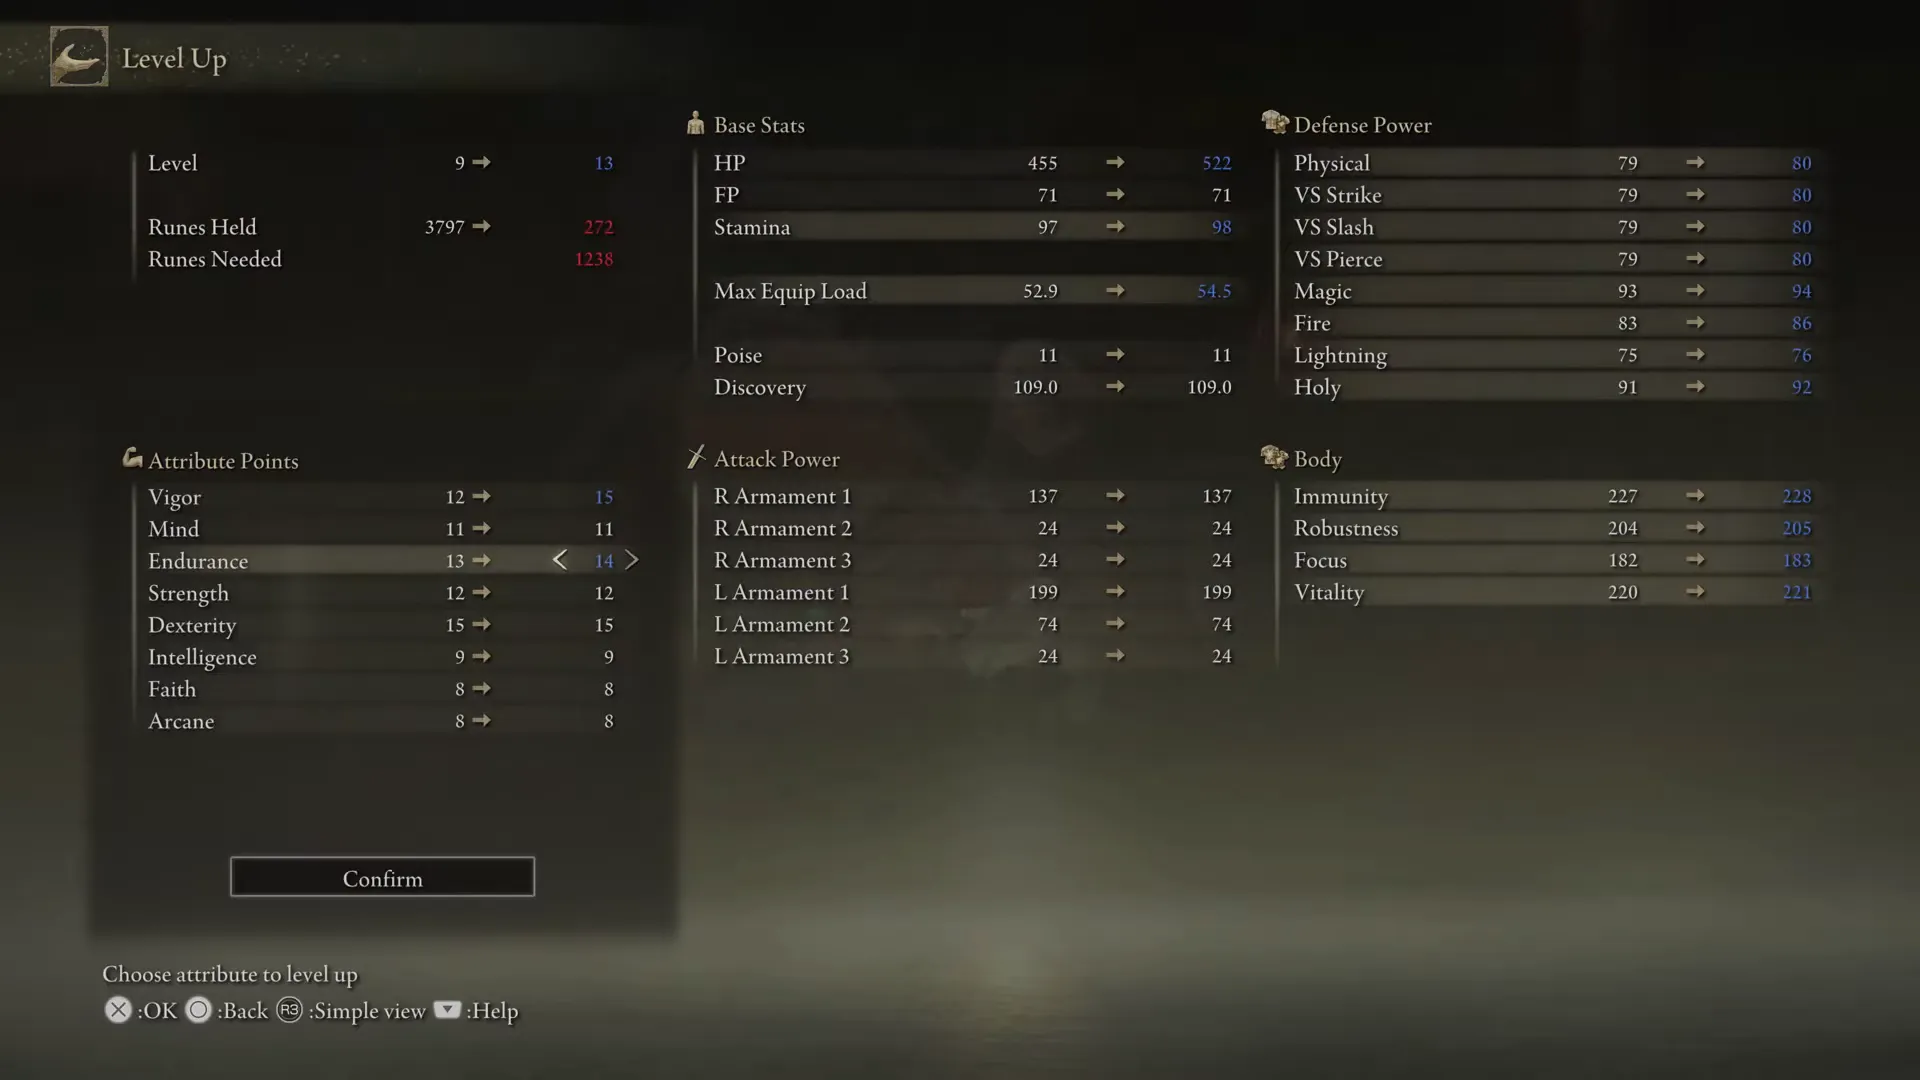 Level Up
Level 9 → 13
Runes Held 3797 → 272
Runes Needed 1238
Attribute Points
Vigor 12 → 15
Mind 11 → 11
Endurance 13 → < 14 >
Strength 12 → 12
Dexterity 15 → 15
Intelligence 9 → 9
Faith 8 → 8
Arcane 8 → 8
Confirm
Base Stats
HP 455 → 522
FP 71 → 71
Stamina 97 → 98
Max Equip Load 52.9 → 54.5
Poise 11 → 11
Discovery 109.0 → 109.0
Attack Power
R Armament 1 137 → 137
R Armament 2 24 → 24
R Armament 3 24 → 24
L Armament 1 199 → 199
L Armament 2 74 → 74
L Armament 3 24 → 24
Defense Power
Physical 79 → 80
VS Strike 79 → 80
VS Slash 79 → 80
VS Pierce 79 → 80
Magic 93 → 94
Fire 83 → 86
Lightning 75 → 76
Holy 91 → 92
Body
Immunity 227 → 228
Robustness 204 → 205
Focus 182 → 183
Vitality 220 → 221
Choose attribute to level up
:OK :Back R3 :Simple view :Help